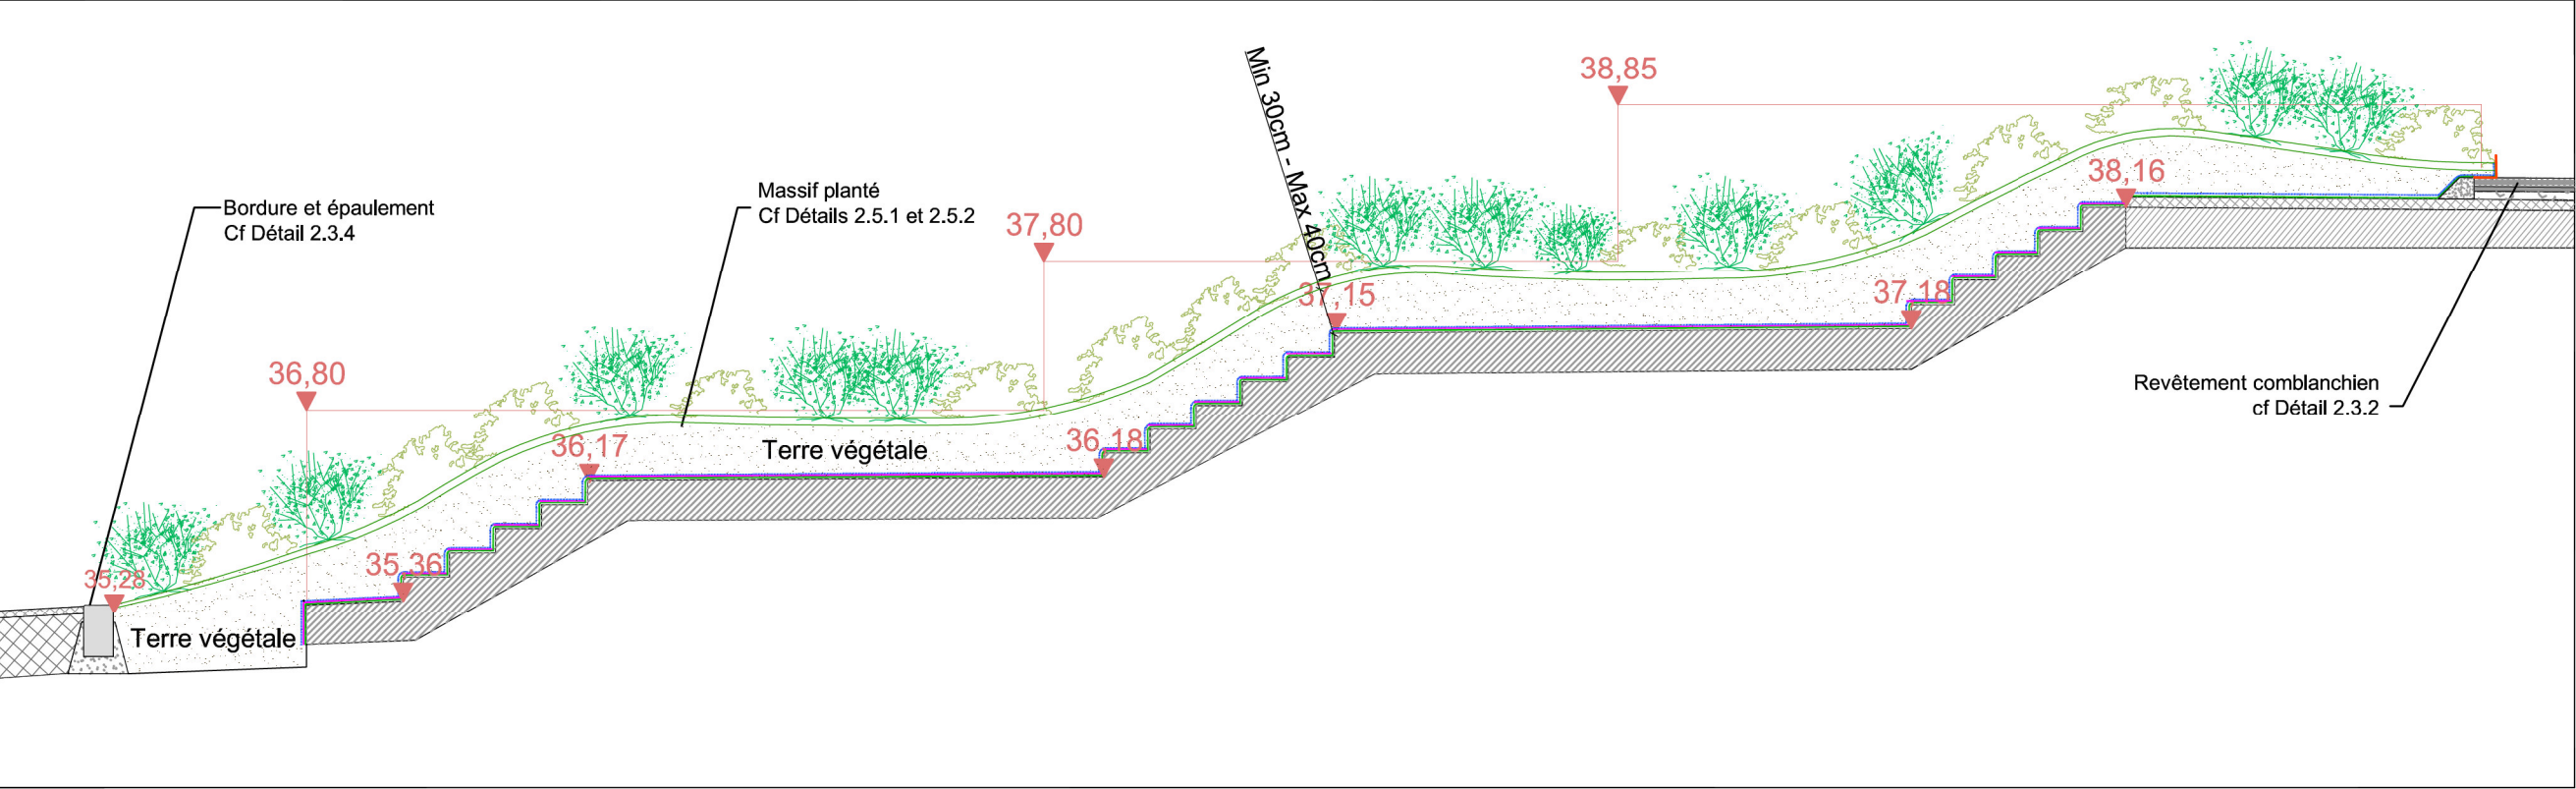 Bordure et épaulement
Cf Détail 2.3.4
Massif planté
Cf Détails 2.5.1 et 2.5.2
Min 30cm - Max 40cm
38,85
37,80
36,80
38,16
37,15
37,18
36,17
36,18
Terre végétale
35,28
35,36
Terre végétale
Revêtement comblanchien
cf Détail 2.3.2